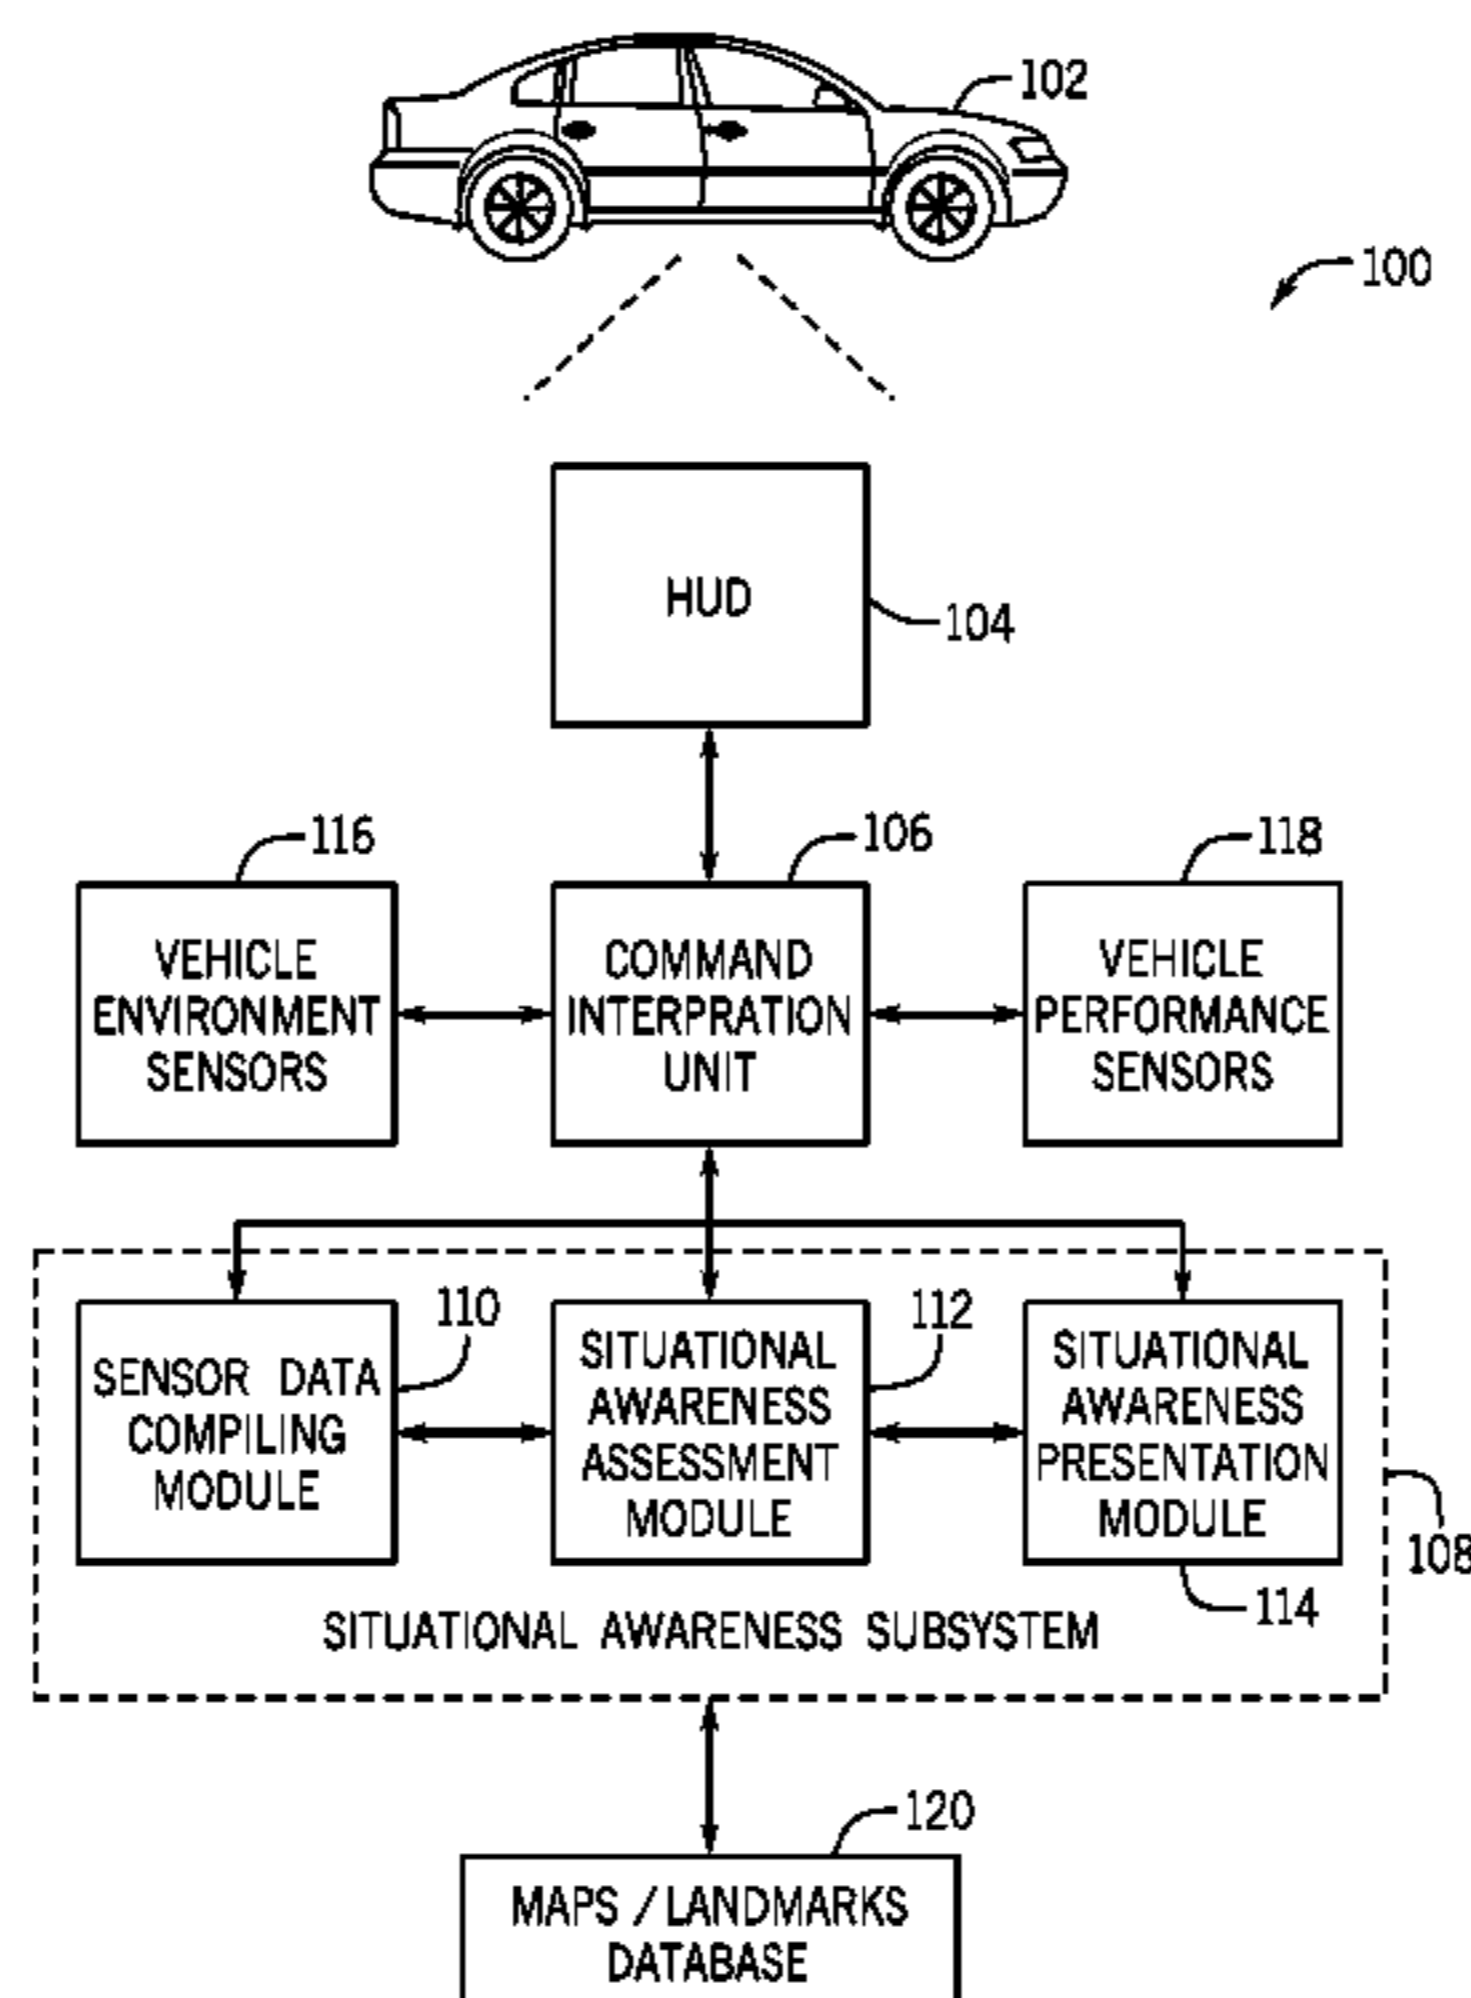 102
100
HUD
104
116
106
118
VEHICLE
ENVIRONMENT
SENSORS
COMMAND
INTERPRATION
UNIT
VEHICLE
PERFORMANCE
SENSORS
110
112
SENSOR DATA
COMPILING
MODULE
SITUATIONAL
AWARENESS
ASSESSMENT
MODULE
SITUATIONAL
AWARENESS
PRESENTATION
MODULE
108
114
SITUATIONAL AWARENESS SUBSYSTEM
120
MAPS / LANDMARKS
DATABASE